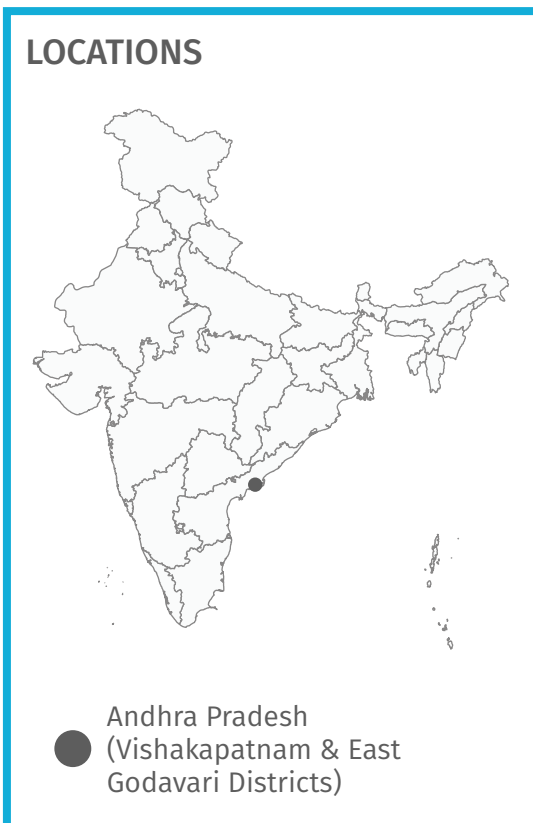 LOCATIONS
Andhra Pradesh
(Vishakapatnam & East
Godavari Districts)